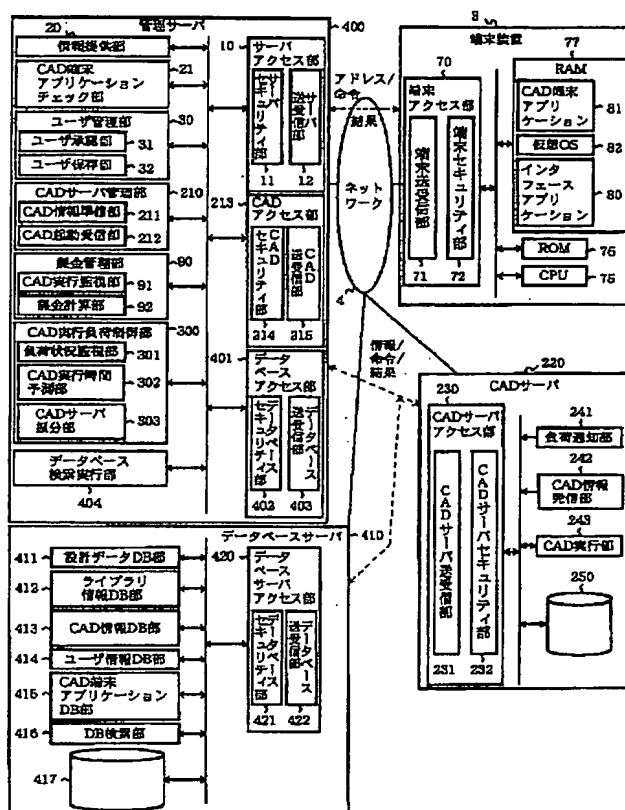 20
管理サーバ
400
情報提供部
CAD端末
アプリケーション
チェック部
21
ユーザ管理部
30
ユーザ承認部
31
ユーザ保存部
32
CADサーバ管理部
210
CAD情報準備部
211
CAD起動受信部
212
課金管理部
90
CAD実行監視部
91
課金計算部
92
CAD実行負荷制御部
300
負荷状況監視部
301
CAD実行時間
予測部
302
CADサーバ
配分部
303
データベース
検索実行部
404
10
サーバ
アクセス部
サーバ
セキュリティ部
サーバ
送受信部
11
12
213
CAD
アクセス部
CAD
セキュリティ部
CAD
送受信部
214
215
401
データ
ベース
アクセス部
データベース
セキュリティ部
データベース
送受信部
402
403
アドレス/
命令
結果
ネット
ワーク
4
情報/
命令/
結果
端末装置
70
端末
アクセス部
端末送受信部
端末セキュリティ部
71
72
77
RAM
CAD端末
アプリ
ケーション
81
仮想OS
82
インタ
フェース
アプリ
ケーション
80
ROM
76
CPU
75
220
CADサーバ
230
CADサーバ
アクセス部
CADサーバ送受信部
CADサーバセキュリティ部
231
232
241
負荷通知部
242
CAD情報
発信部
243
CAD実行部
250
データベースサーバ
410
411
設計データDB部
412
ライブラリ
情報DB部
413
CAD情報DB部
414
ユーザ情報DB部
415
CAD端末
アプリケーション
DB部
416
DB検索部
417
420
データ
ベース
サーバ
アクセス部
データベース
セキュリティ部
データベース
送受信部
421
422